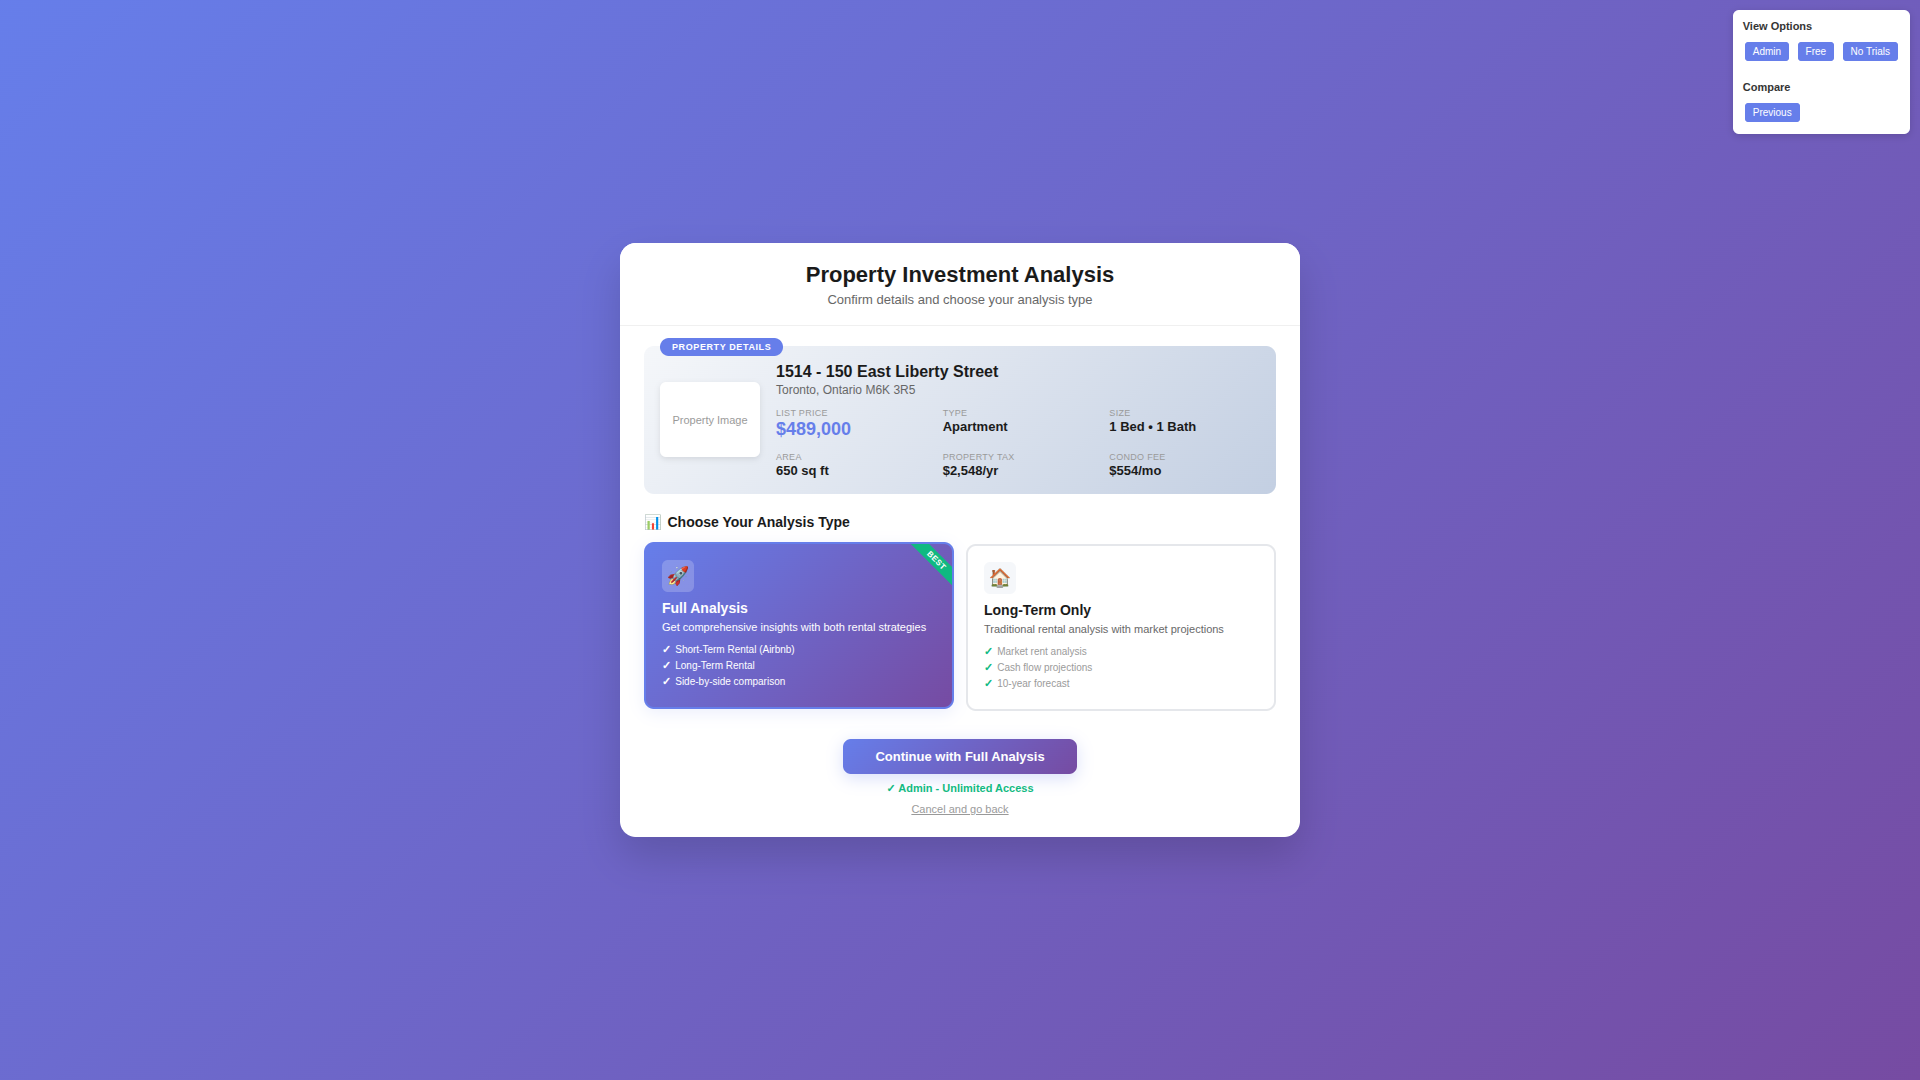 View Options
Admin Free No Trials
Compare
Previous
Property Investment Analysis
Confirm details and choose your analysis type
PROPERTY DETAILS
Property Image
1514 - 150 East Liberty Street
Toronto, Ontario M6K 3R5
LIST PRICE TYPE SIZE
$489,000 Apartment 1 Bed • 1 Bath
AREA PROPERTY TAX CONDO FEE
650 sq ft $2,548/yr $554/mo
📊 Choose Your Analysis Type
BEST
Full Analysis
Get comprehensive insights with both rental strategies
✓ Short-Term Rental (Airbnb)
✓ Long-Term Rental
✓ Side-by-side comparison
Long-Term Only
Traditional rental analysis with market projections
✓ Market rent analysis
✓ Cash flow projections
✓ 10-year forecast
Continue with Full Analysis
✓ Admin - Unlimited Access
Cancel and go back